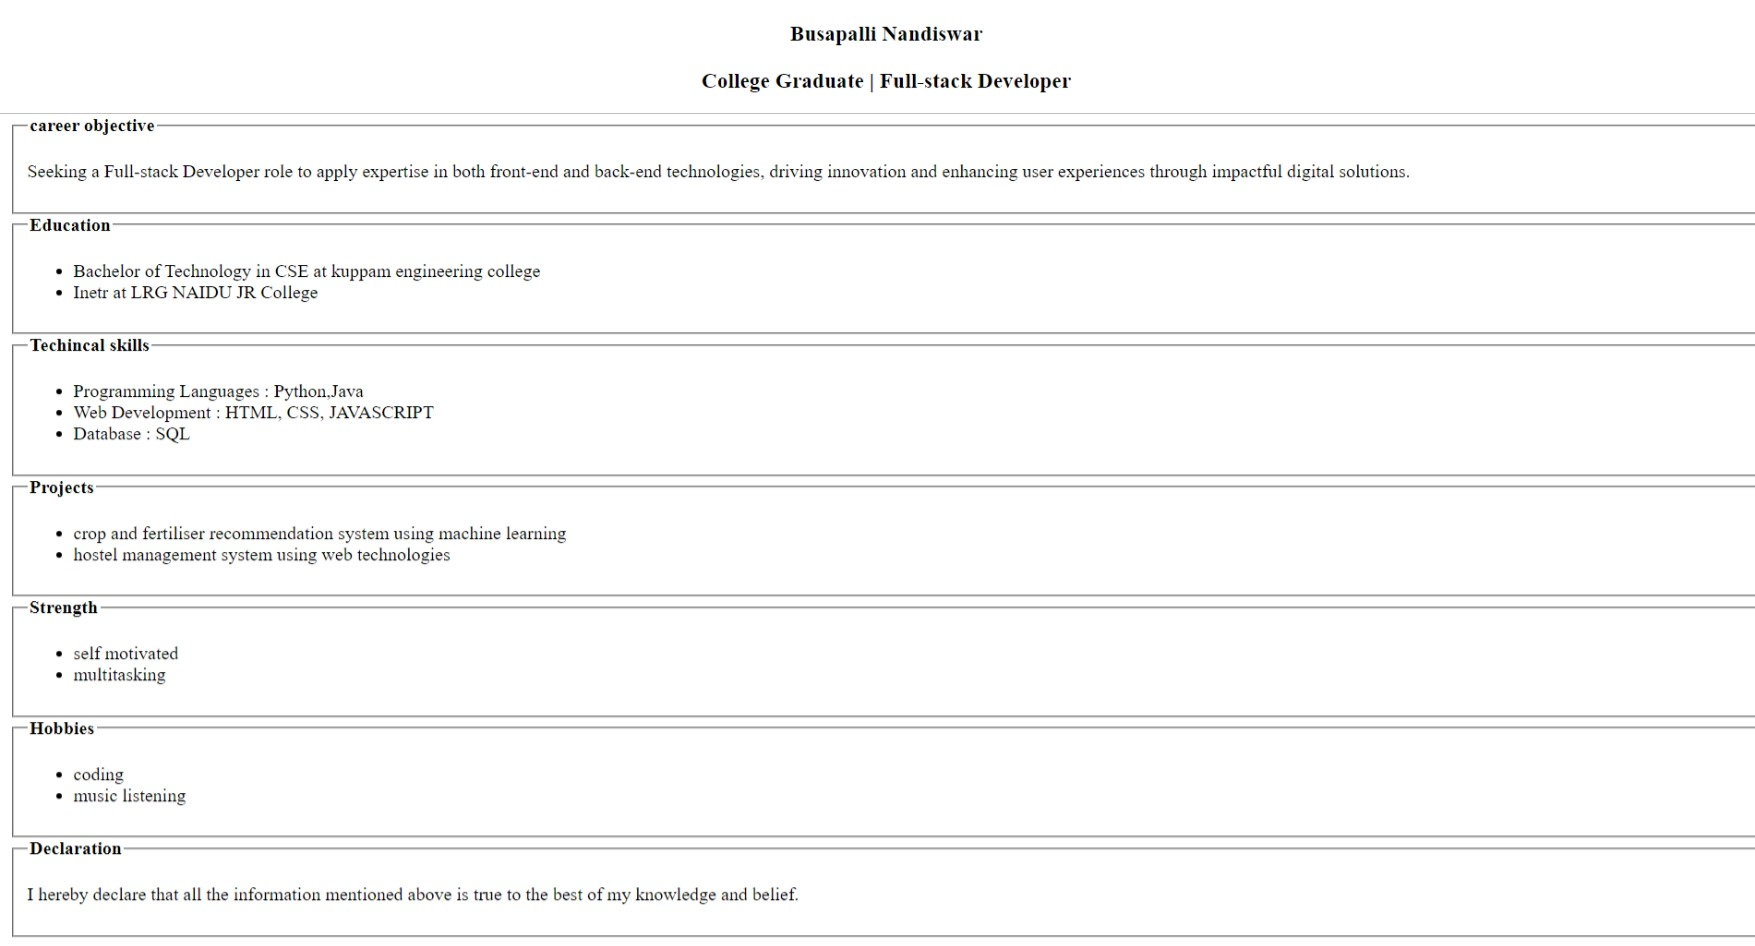 Busapalli Nandiswar
College Graduate | Full-stack Developer
career objective
Seeking a Full-stack Developer role to apply expertise in both front-end and back-end technologies, driving innovation and enhancing user experiences through impactful digital solutions.
Education
• Bachelor of Technology in CSE at kuppam engineering college
• Inetr at LRG NAIDU JR College
Techincal skills
• Programming Languages : Python,Java
• Web Development : HTML, CSS, JAVASCRIPT
• Database : SQL
Projects
• crop and fertiliser recommendation system using machine learning
• hostel management system using web technologies
Strength
• self motivated
• multitasking
Hobbies
• coding
• music listening
Declaration
I hereby declare that all the information mentioned above is true to the best of my knowledge and belief.